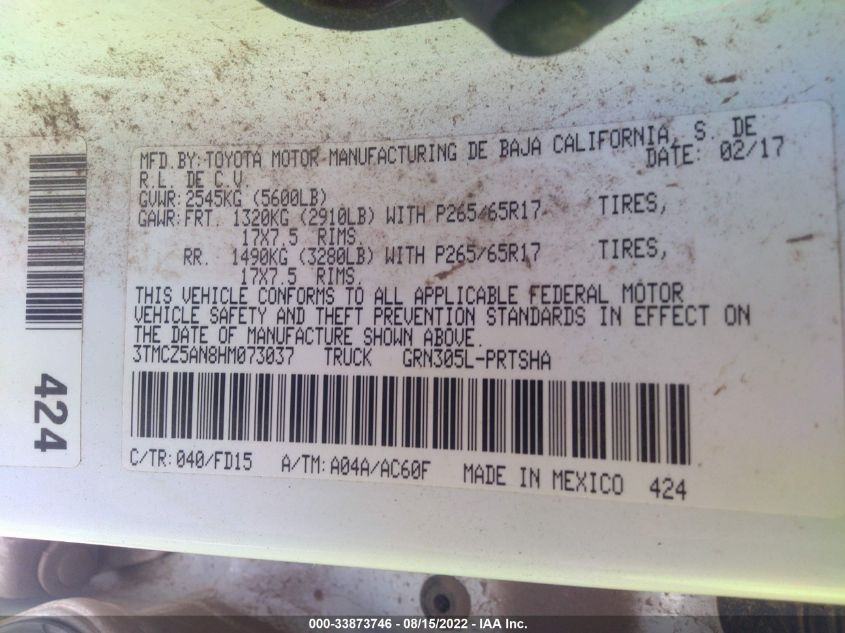 MFD.BY:TOYOTA MOTOR MANUFACTURING DE BAJA CALIFORNIA, S. DE
R.L. DE C.V. DATE: 02/17
GVWR:2545KG (5600LB)
GAWR:FRT. 1320KG (2910LB) WITH P265/65R17 TIRES,
17X7.5 RIMS.
RR. 1490KG (3280LB) WITH P265/65R17 TIRES,
17X7.5 RIMS.
THIS VEHICLE CONFORMS TO ALL APPLICABLE FEDERAL MOTOR
VEHICLE SAFETY AND THEFT PREVENTION STANDARDS IN EFFECT ON
THE DATE OF MANUFACTURE SHOWN ABOVE.
3TMCZ5AN8HM073037 TRUCK GRN305L-PRTSHA
C/TR:040/FD15 A/TM:A04A/AC60F MADE IN MEXICO 424
424
000-33873746 - 08/15/2022 - IAA Inc.